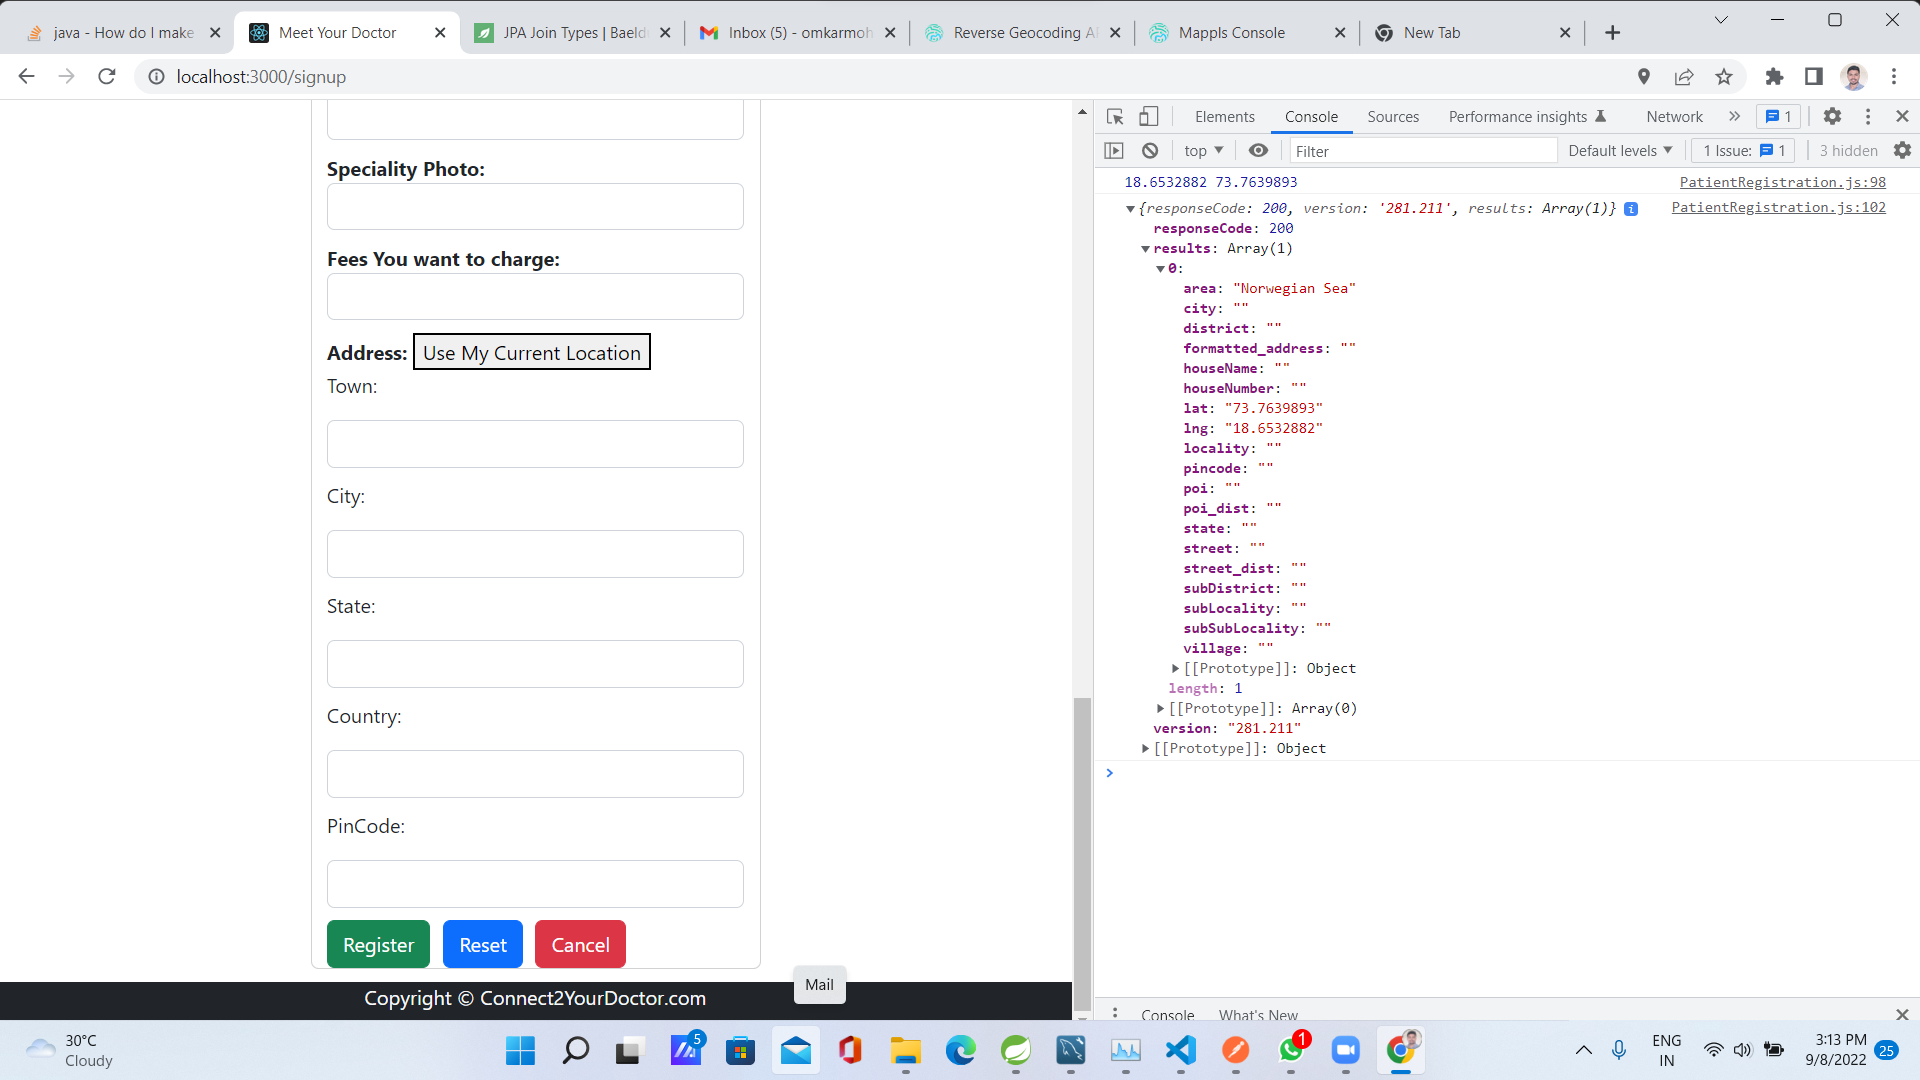 java - How do I make
Meet Your Doctor
JPA Join Types | Baeld
Inbox (5) - omkarmoh
Reverse Geocoding A
Mappls Console
New Tab
localhost:3000/signup
Speciality Photo:
Fees You want to charge:
Address: Use My Current Location
Town:
City:
State:
Country:
PinCode:
Register Reset Cancel
Copyright © Connect2YourDoctor.com
Mail
Elements Console Sources Performance insights Network 1
top Filter Default levels 1 Issue: 1 3 hidden
18.6532882 73.7639893 PatientRegistration.js:98
{responseCode: 200, version: '281.211', results: Array(1)} PatientRegistration.js:102
responseCode: 200
results: Array(1)
0:
area: "Norwegian Sea"
city: ""
district: ""
formatted_address: ""
houseName: ""
houseNumber: ""
lat: "73.7639893"
lng: "18.6532882"
locality: ""
pincode: ""
poi: ""
poi_dist: ""
state: ""
street: ""
street_dist: ""
subDistrict: ""
subLocality: ""
subSubLocality: ""
village: ""
[[Prototype]]: Object
length: 1
[[Prototype]]: Array(0)
version: "281.211"
[[Prototype]]: Object
Console What's New
30°C
Cloudy
5
1
ENG
IN
3:13 PM
9/8/2022
25